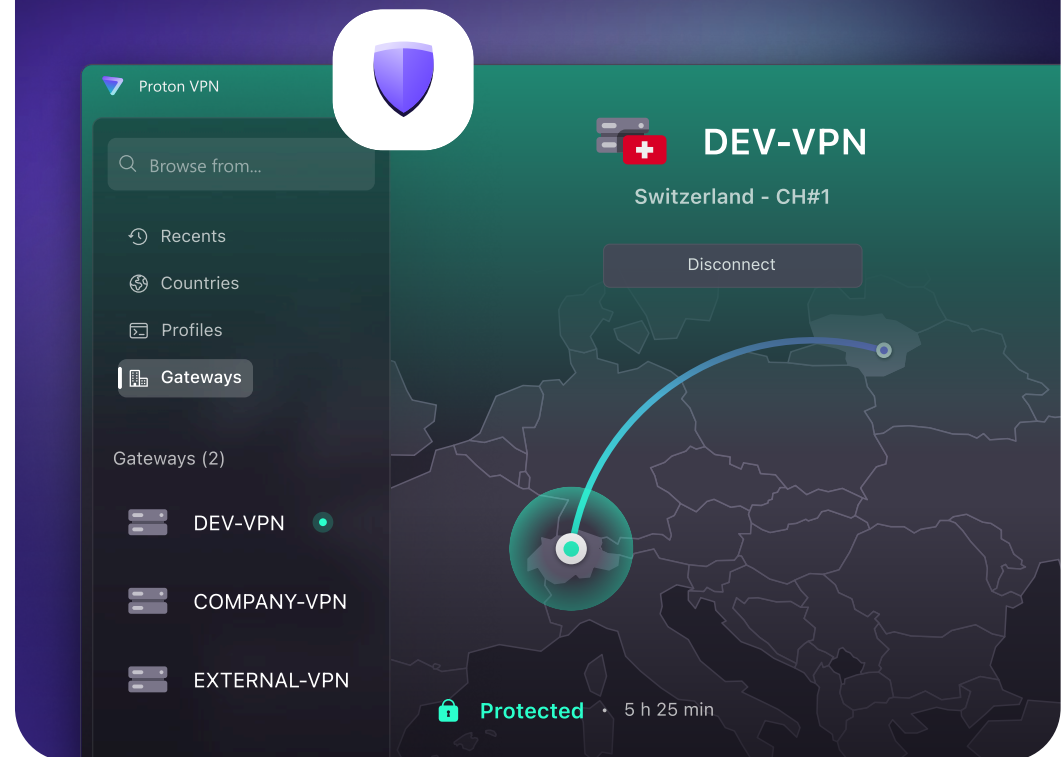 Proton VPN
Browse from...
Recents
Countries
Profiles
Gateways
Gateways (2)
DEV-VPN
COMPANY-VPN
EXTERNAL-VPN
DEV-VPN
Switzerland - CH#1
Disconnect
Protected • 5 h 25 min